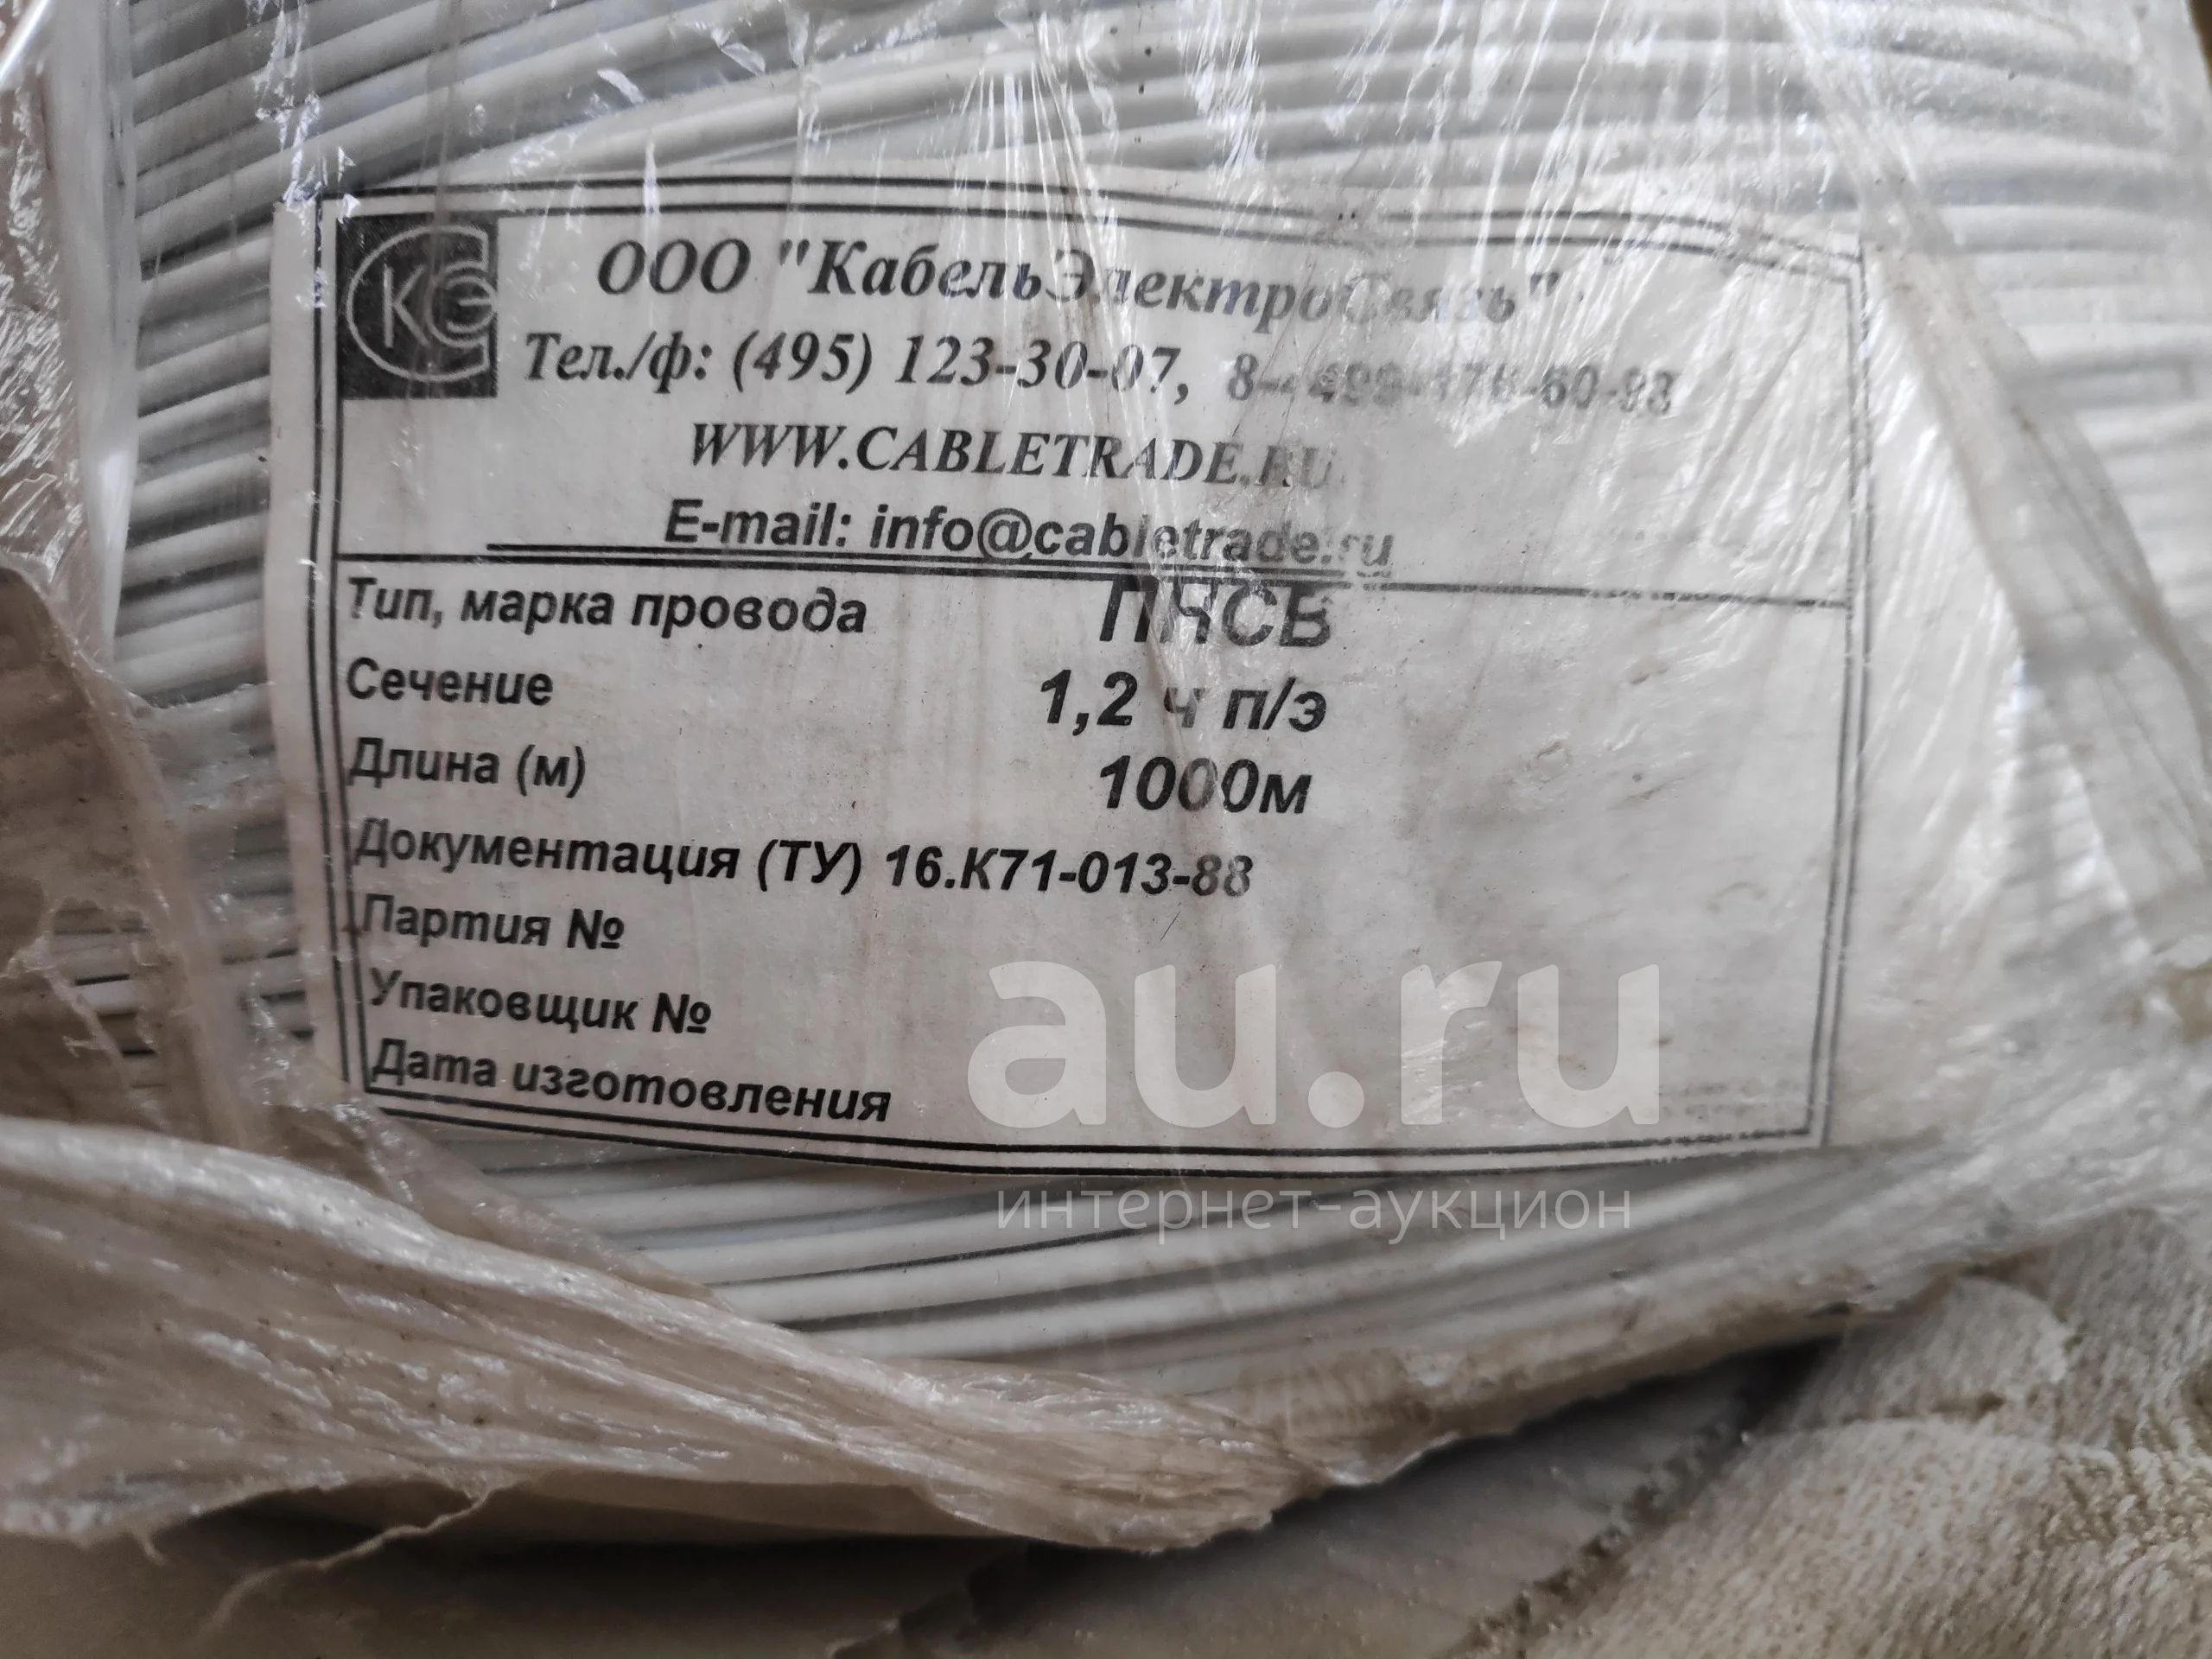 КЭС
ООО "КабельЭлектроСвязь"
Тел./ф: (495) 123-30-07,
WWW.CABLETRADE.RU
E-mail: info@cabletrade.ru
Тип, марка провода ПНСВ
Сечение 1,2 ч п/э
Длина (м) 1000м
Документация (ТУ) 16.К71-013-88
Партия №
Упаковщик №
Дата изготовления
au.ru
интернет-аукцион